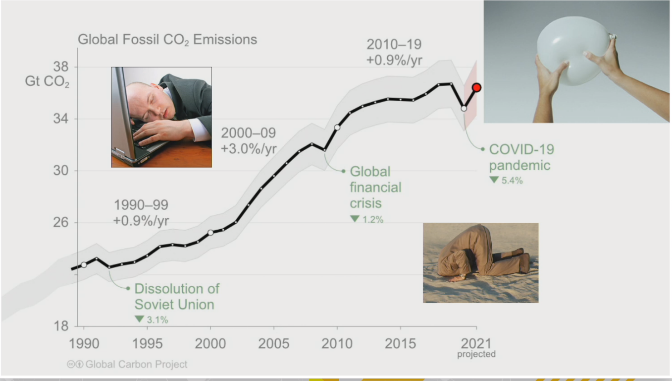 Global Fossil CO₂ Emissions
Gt CO₂
38
34
30
26
22
18
2010–19
+0.9%/yr
2000–09
+3.0%/yr
1990–99
+0.9%/yr
COVID-19
pandemic
▼ 5.4%
Global
financial
crisis
▼ 1.2%
Dissolution of
Soviet Union
▼ 3.1%
1990
1995
2000
2005
2010
2015
2021
projected
Global Carbon Project